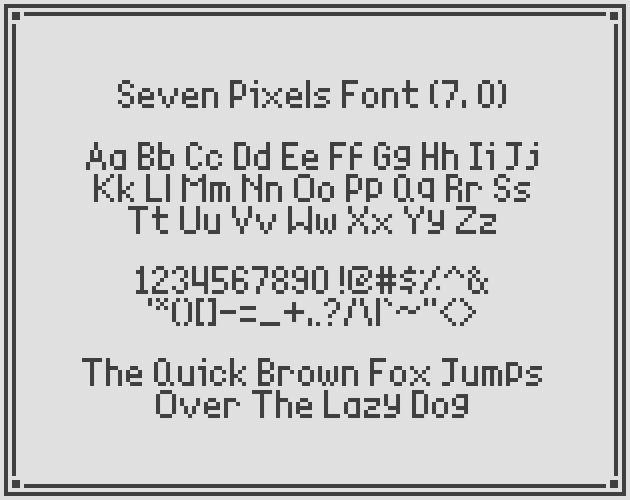 Seven Pixels Font (7.0)
Aa Bb Cc Dd Ee Ff Gg Hh Ii Jj
Kk Ll Mm Nn Oo Pp Qq Rr Ss
Tt Uu Vv Ww Xx Yy Zz
1234567890 !@#$%^&
'*()[]-=_+,.?/\|`~"<>
The Quick Brown Fox Jumps
Over The Lazy Dog